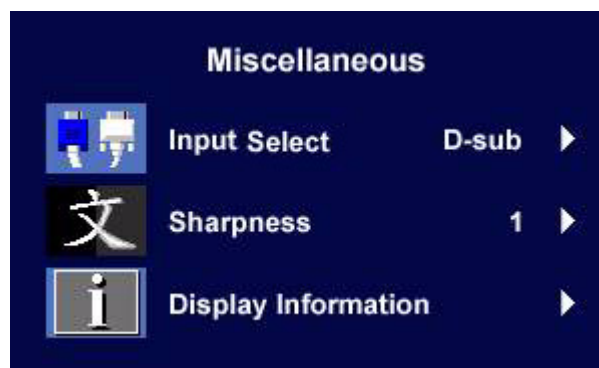 Miscellaneous
Input Select D-sub
文 Sharpness 1
i Display Information